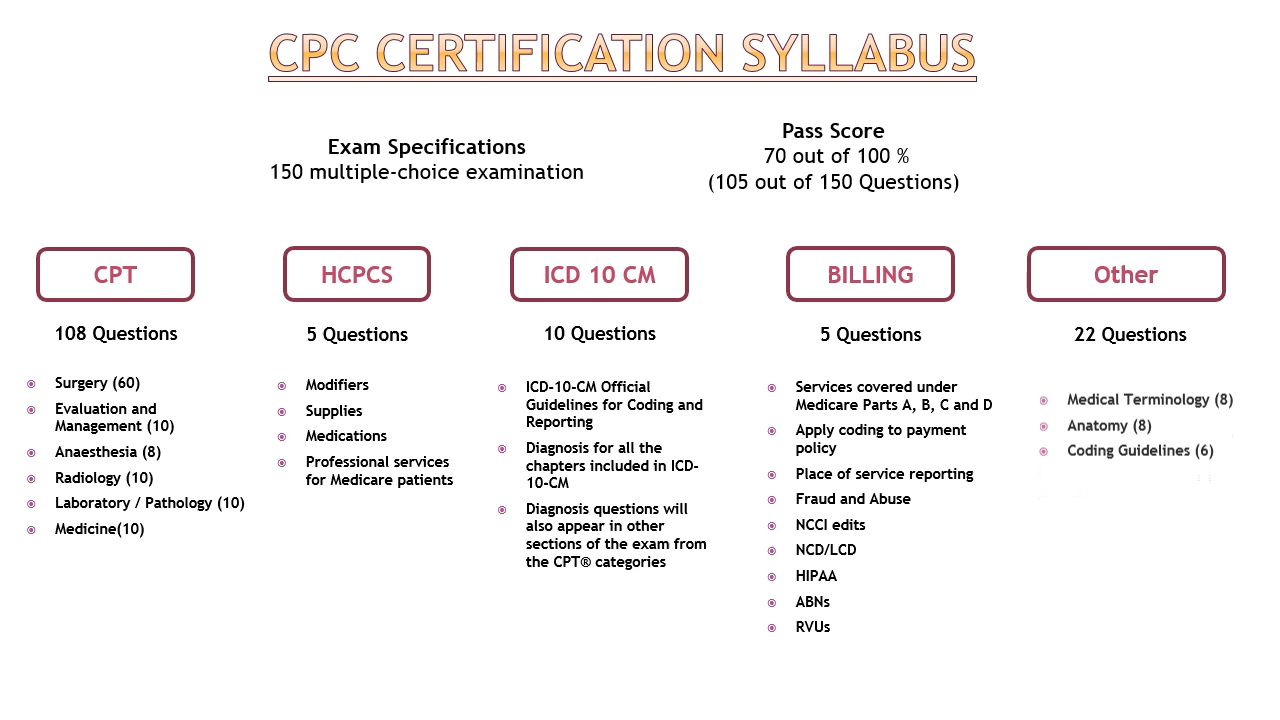 CPC CERTIFICATION SYLLABUS
Exam Specifications
150 multiple-choice examination
Pass Score
70 out of 100 %
(105 out of 150 Questions)
CPT
108 Questions
Surgery (60)
Evaluation and
Management (10)
Anaesthesia (8)
Radiology (10)
Laboratory / Pathology (10)
Medicine(10)
HCPCS
5 Questions
Modifiers
Supplies
Medications
Professional services
for Medicare patients
ICD 10 CM
10 Questions
ICD-10-CM Official
Guidelines for Coding and
Reporting
Diagnosis for all the
chapters included in ICD-
10-CM
Diagnosis questions will
also appear in other
sections of the exam from
the CPT® categories
BILLING
5 Questions
Services covered under
Medicare Parts A, B, C and D
Apply coding to payment
policy
Place of service reporting
Fraud and Abuse
NCCI edits
NCD/LCD
HIPAA
ABNs
RVUs
Other
22 Questions
Medical Terminology (8)
Anatomy (8)
Coding Guidelines (6)